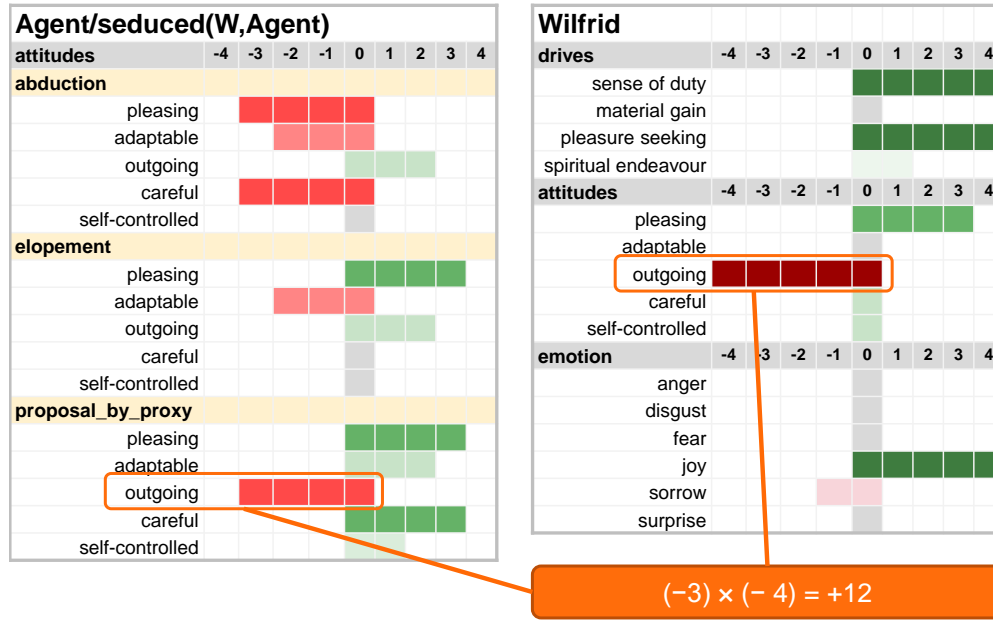 Agent/seduced(W,Agent)
attitudes -4 -3 -2 -1 0 1 2 3 4
abduction
pleasing
adaptable
outgoing
careful
self-controlled
elopement
pleasing
adaptable
outgoing
careful
self-controlled
proposal_by_proxy
pleasing
adaptable
outgoing
careful
self-controlled
Wilfrid
drives -4 -3 -2 -1 0 1 2 3 4
sense of duty
material gain
pleasure seeking
spiritual endeavour
attitudes -4 -3 -2 -1 0 1 2 3 4
pleasing
adaptable
outgoing
careful
self-controlled
emotion -4 -3 -2 -1 0 1 2 3 4
anger
disgust
fear
joy
sorrow
surprise
(−3) × (− 4) = +12